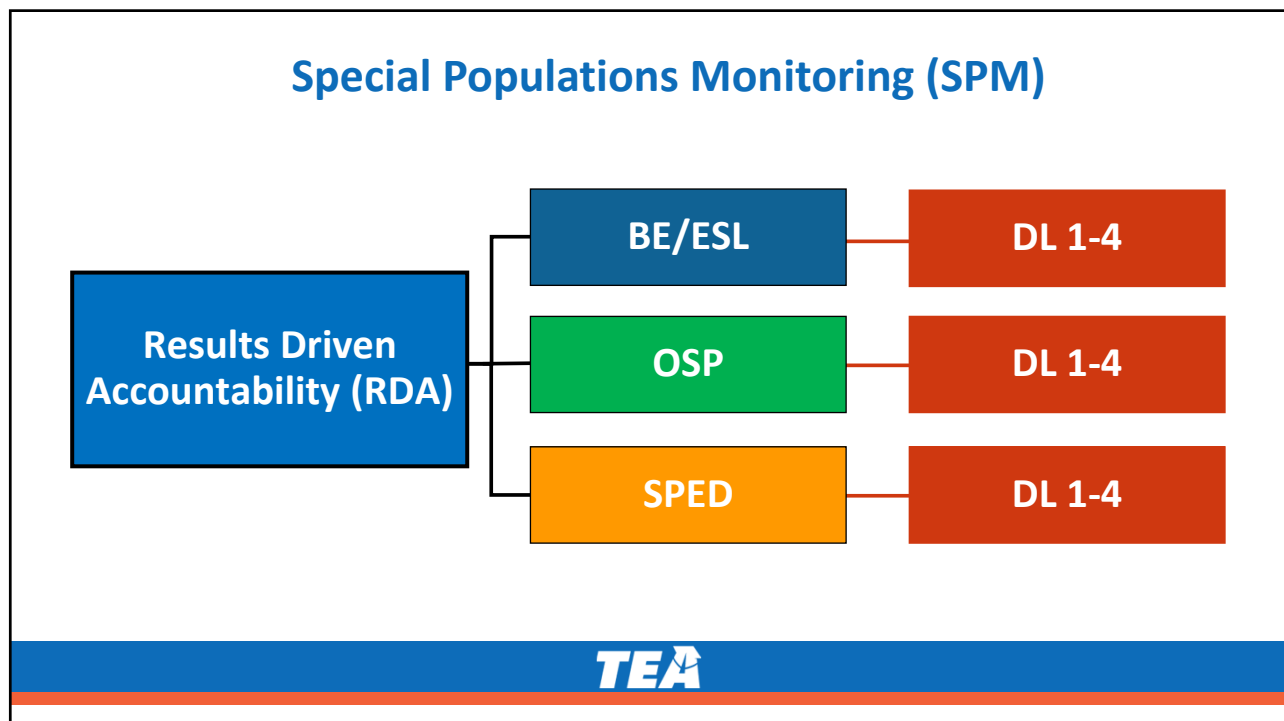 Special Populations Monitoring (SPM)
Results Driven
Accountability (RDA)
BE/ESL
DL 1-4
OSP
DL 1-4
SPED
DL 1-4
TEA